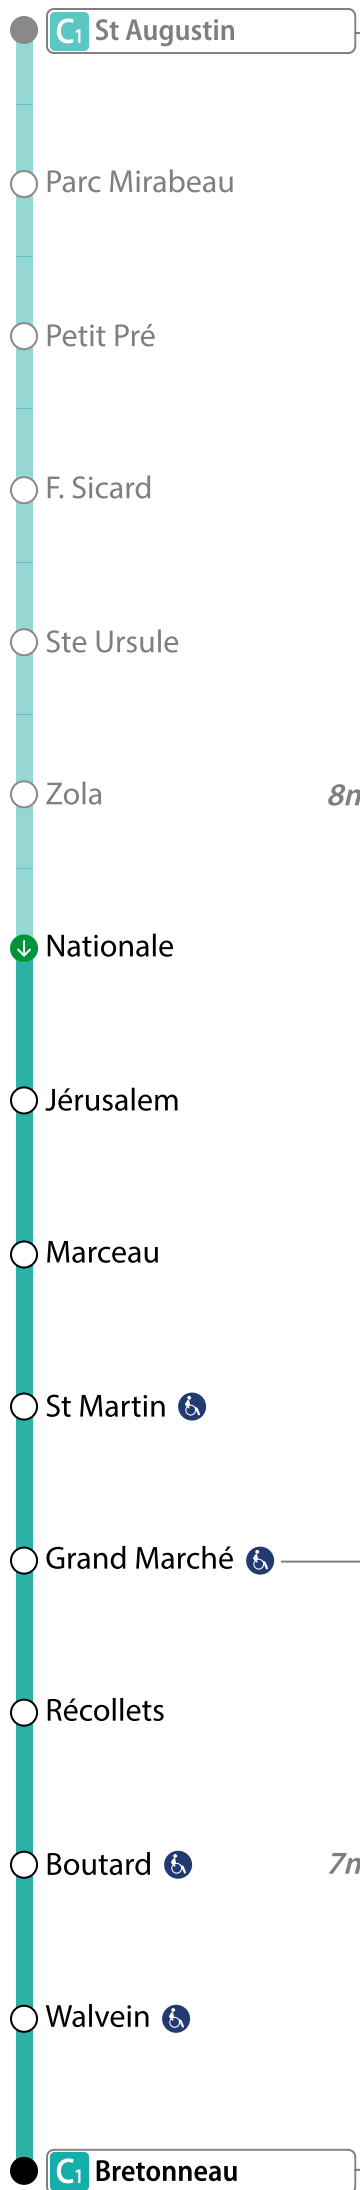 C1 St Augustin
Parc Mirabeau
Petit Pré
F. Sicard
Ste Ursule
Zola
Nationale
Jérusalem
Marceau
St Martin
Grand Marché
Récollets
Boutard
Walvein
C1 Bretonneau